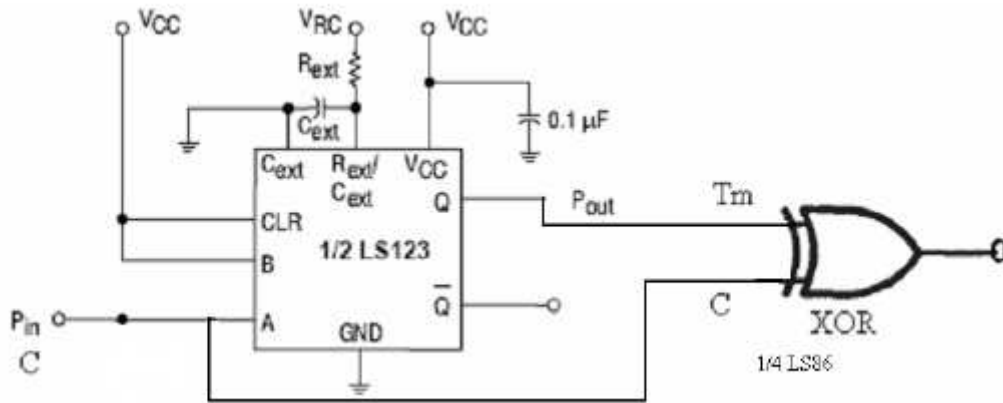 VCC
VRC
VCC
Rext
Cext
0.1 µF
Cext
Rext/
Cext
VCC
Q
Pout
Tm
CLR
1/2 LS123
B
Pin
A
Q̅
C
XOR
C
GND
1/4 LS86